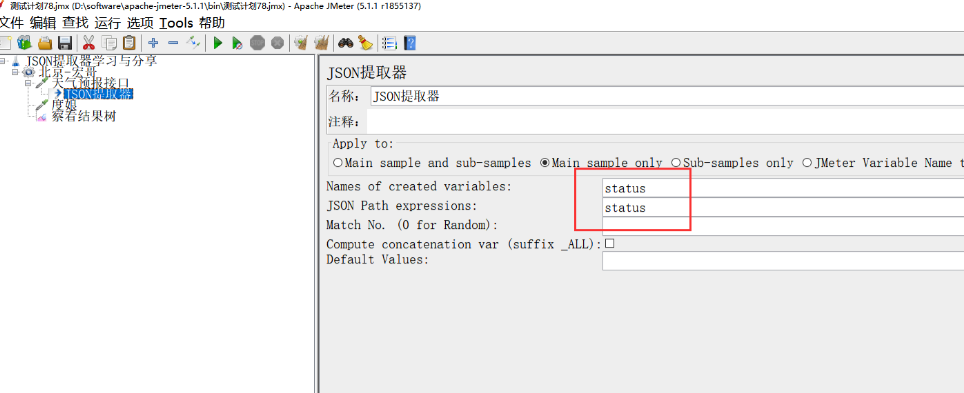 测试计划78.jmx (D:\software\apache-jmeter-5.1.1\bin\测试计划78.jmx) - Apache JMeter (5.1.1 r1855137)
文件 编辑 查找 运行 选项 Tools 帮助
JSON提取器学习与分享
北京-宏哥
天气预报接口
JSON提取器
度娘
察看结果树
JSON提取器
名称: JSON提取器
注释:
Apply to:
Main sample and sub-samples Main sample only Sub-samples only JMeter Variable Name t
Names of created variables: status
JSON Path expressions: status
Match No. (0 for Random):
Compute concatenation var (suffix _ALL):
Default Values: